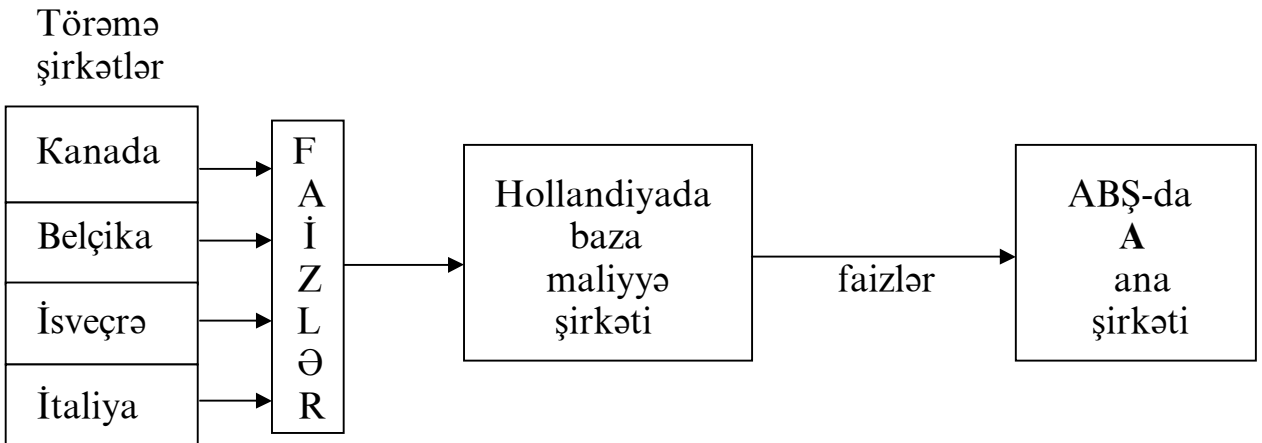 Törəmə
şirkətlər
Kanada
Belçika
İsveçrə
İtaliya
F
A
İ
Z
L
Ə
R
Hollandiyada
baza
maliyyə
şirkəti
faizlər
ABŞ-da
A
ana
şirkəti